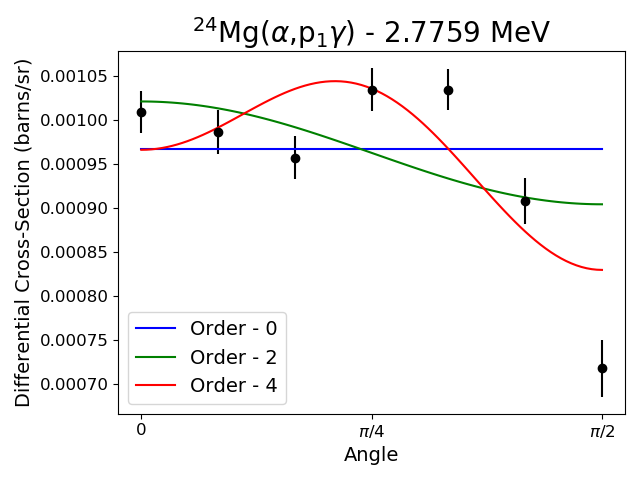 ²⁴Mg(α,p₁γ) - 2.7759 MeV
Differential Cross-Section (barns/sr)
0.00105
0.00100
0.00095
0.00090
0.00085
0.00080
0.00075
0.00070
Order - 0
Order - 2
Order - 4
0 π/4 π/2
Angle